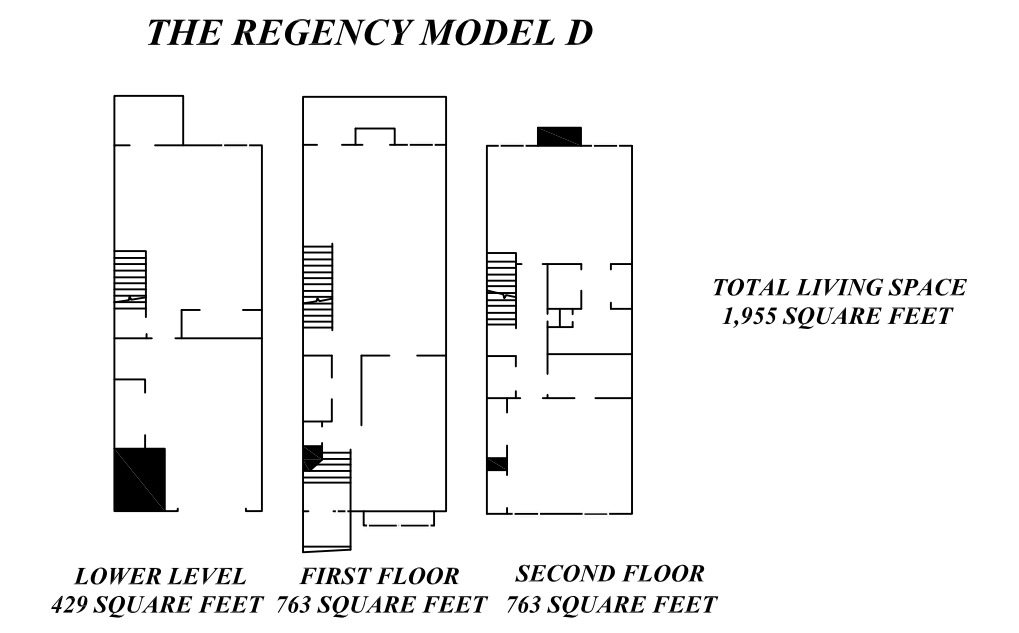 THE REGENCY MODEL D
TOTAL LIVING SPACE
1,955 SQUARE FEET
LOWER LEVEL
429 SQUARE FEET
FIRST FLOOR
763 SQUARE FEET
SECOND FLOOR
763 SQUARE FEET